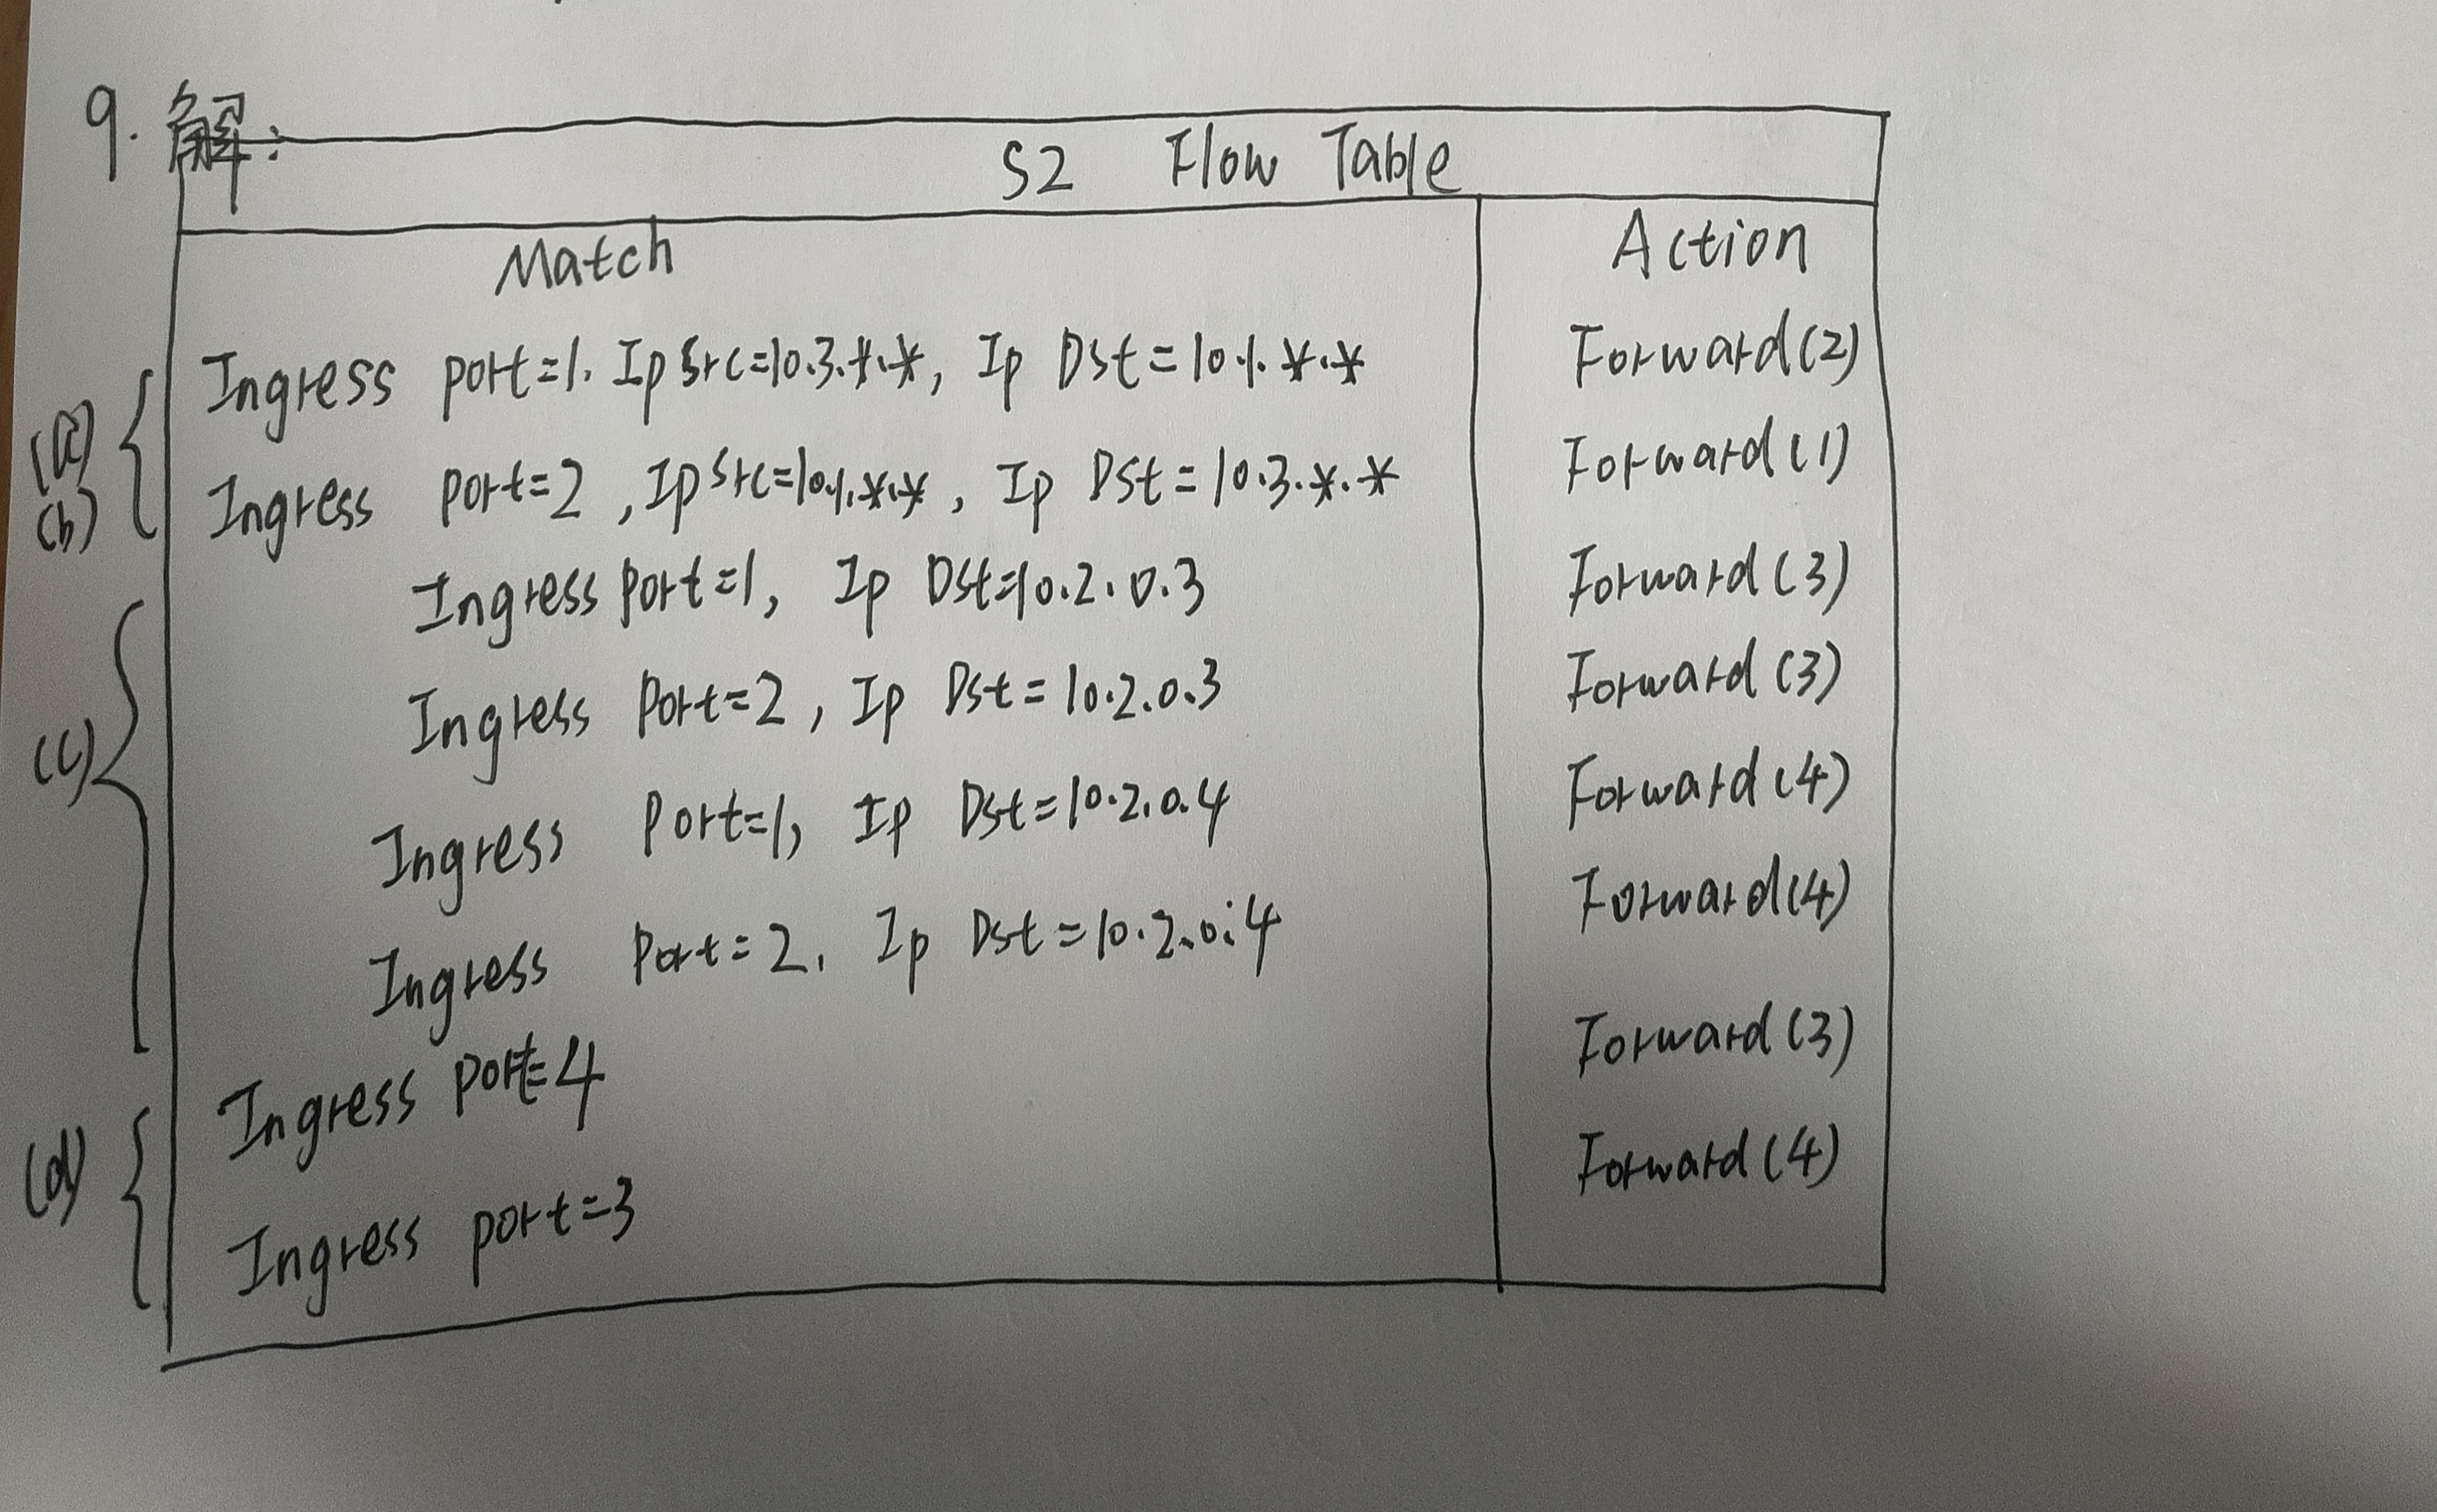 9. 解:
S2 Flow Table
Match Action
(a) Ingress port=1. Ip Src=10.3.*.*, Ip Dst=10.1.*.* Forward(2)
(b) Ingress port=2, Ip Src=10.1.*.*, Ip Dst=10.3.*.* Forward(1)
Ingress Port=1, Ip Dst=10.2.0.3 Forward(3)
Ingress Port=2, Ip Dst=10.2.0.3 Forward(3)
(c) Ingress Port=1, Ip Dst=10.2.0.4 Forward(4)
Ingress Port=2. Ip Dst=10.2.0.4 Forward(4)
Ingress port=4 Forward(3)
(d) Ingress port=3 Forward(4)